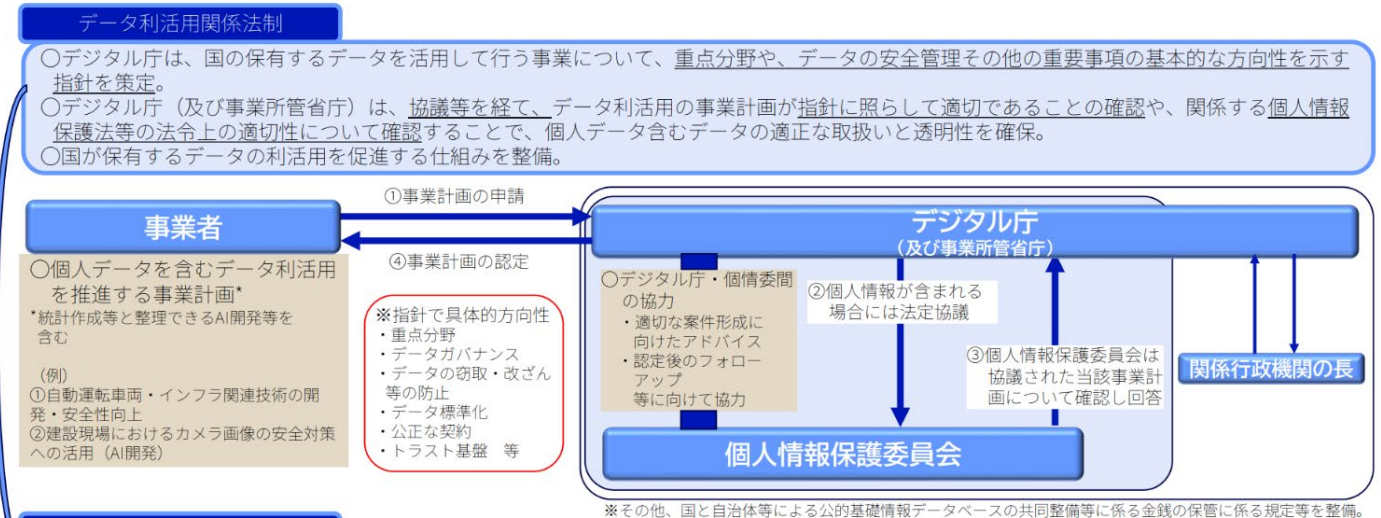 データ利活用関係法制
○デジタル庁は、国の保有するデータを活用して行う事業について、重点分野や、データの安全管理その他の重要事項の基本的な方向性を示す
指針を策定。
○デジタル庁（及び事業所管省庁）は、協議等を経て、データ利活用の事業計画が指針に照らして適切であることの確認や、関係する個人情報
保護法等の法令上の適切性について確認することで、個人データ含むデータの適正な取扱いと透明性を確保。
○国が保有するデータの利活用を促進する仕組みを整備。
①事業計画の申請
事業者
デジタル庁
（及び事業所管省庁）
④事業計画の認定
○個人データを含むデータ利活用
を推進する事業計画*
*統計作成等と整理できるAI開発等を
含む
（例）
①自動運転車両・インフラ関連技術の開
発・安全性向上
②建設現場におけるカメラ画像の安全対策
への活用（AI開発）
※指針で具体的方向性
・重点分野
・データガバナンス
・データの窃取・改ざん
等の防止
・データ標準化
・公正な契約
・トラスト基盤　等
○デジタル庁・個情委間
の協力
・適切な案件形成に
向けたアドバイス
・認定後のフォロー
アップ
等に向けて協力
②個人情報が含まれる
場合には法定協議
③個人情報保護委員会は
協議された当該事業計
画について確認し回答
関係行政機関の長
個人情報保護委員会
※その他、国と自治体等による公的基礎情報データベースの共同整備等に係る金銭の保管に係る規定等を整備。